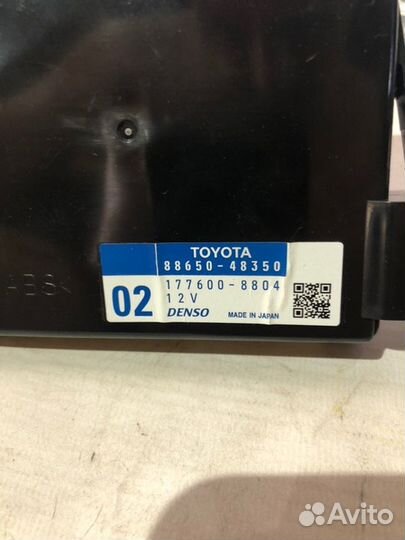 >ABS<
TOYOTA
88650-48350
02
177600-8804
12V
DENSO
MADE IN JAPAN
Avito